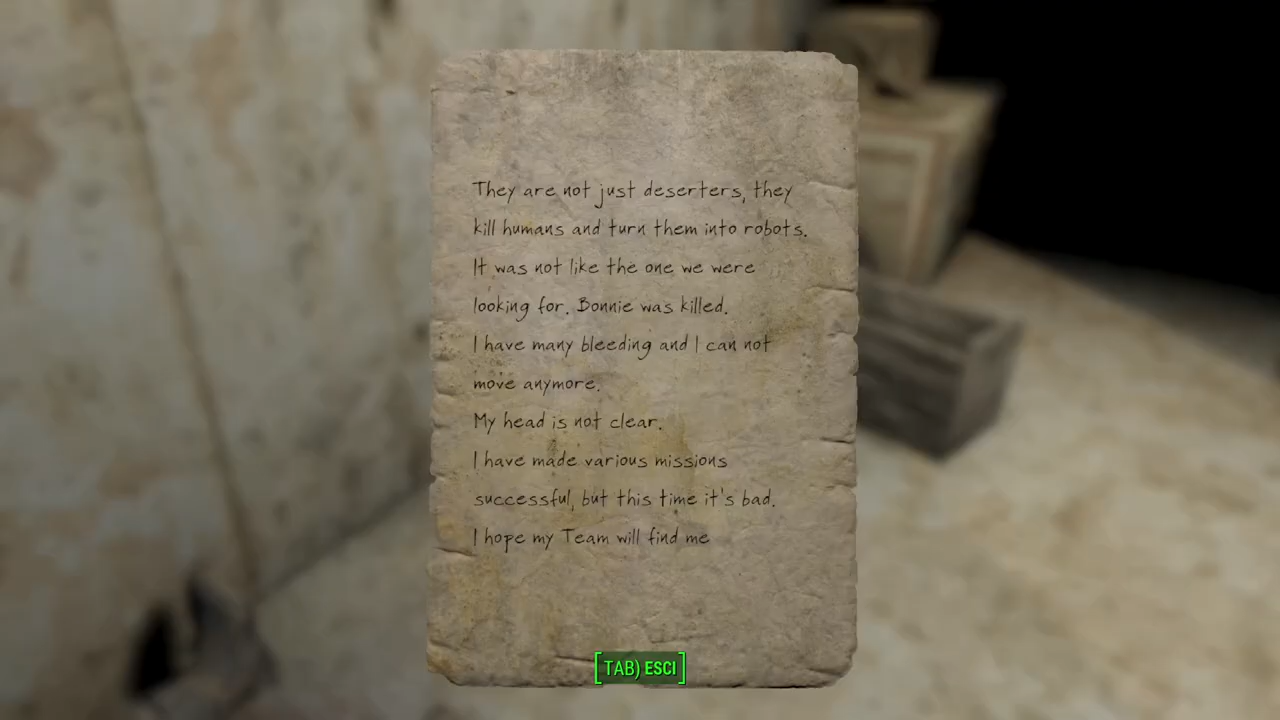 They are not just deserters, they
kill humans and turn them into robots.
It was not like the one we were
looking for. Bonnie was killed.
I have many bleeding and I can not
move anymore.
My head is not clear.
I have made various missions
successful, but this time it's bad.
I hope my Team will find me
[TAB) ESCI]